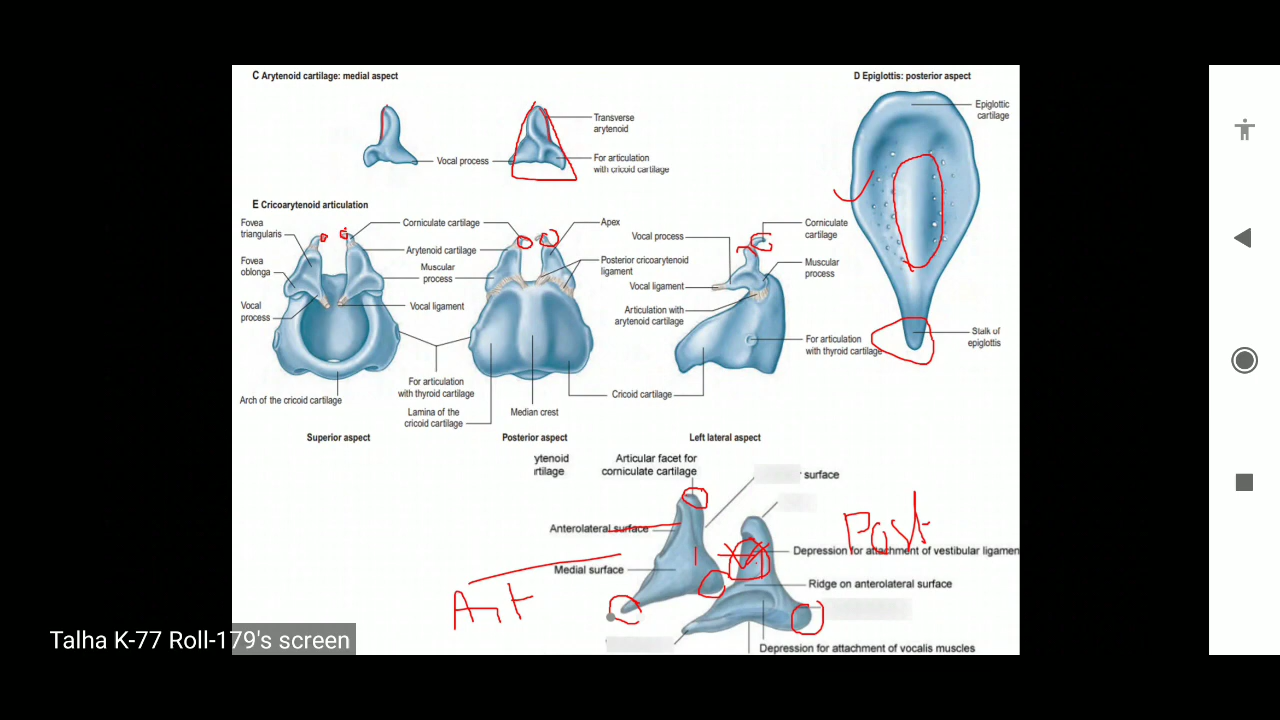 C Arytenoid cartilage: medial aspect
D Epiglottis: posterior aspect
Transverse
arytenoid
Vocal process
For articulation
with cricoid cartilage
Epiglottic
cartilage
Stalk of
epiglottis
E Cricoarytenoid articulation
Fovea
triangularis
Fovea
oblonga
Vocal
process
Corniculate cartilage
Arytenoid cartilage
Muscular
process
Vocal ligament
For articulation
with thyroid cartilage
Arch of the cricoid cartilage
Lamina of the
cricoid cartilage
Median crest
Apex
Posterior cricoarytenoid
ligament
Cricoid cartilage
Vocal process
Vocal ligament
Articulation with
arytenoid cartilage
Corniculate
cartilage
Muscular
process
For articulation
with thyroid cartilage
Superior aspect
Posterior aspect
Left lateral aspect
ytenoid
rtilage
Articular facet for
corniculate cartilage
surface
Anterolateral surface
Medial surface
Depression for attachment of vestibular ligamen
Ridge on anterolateral surface
Depression for attachment of vocalis muscles
Ant
Post
Talha K-77 Roll-179's screen